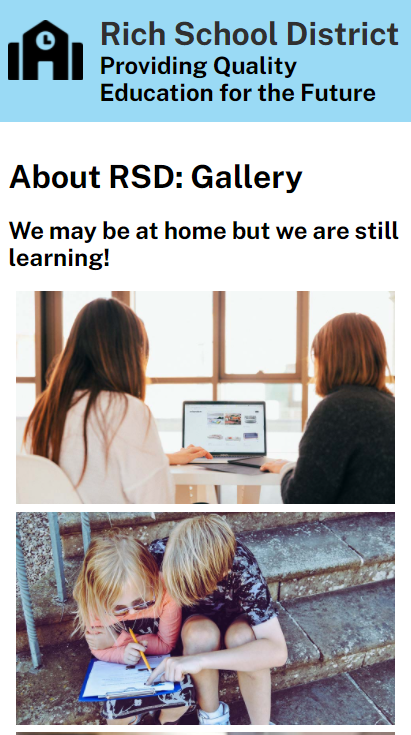 Rich School District
Providing Quality
Education for the Future
About RSD: Gallery
We may be at home but we are still
learning!